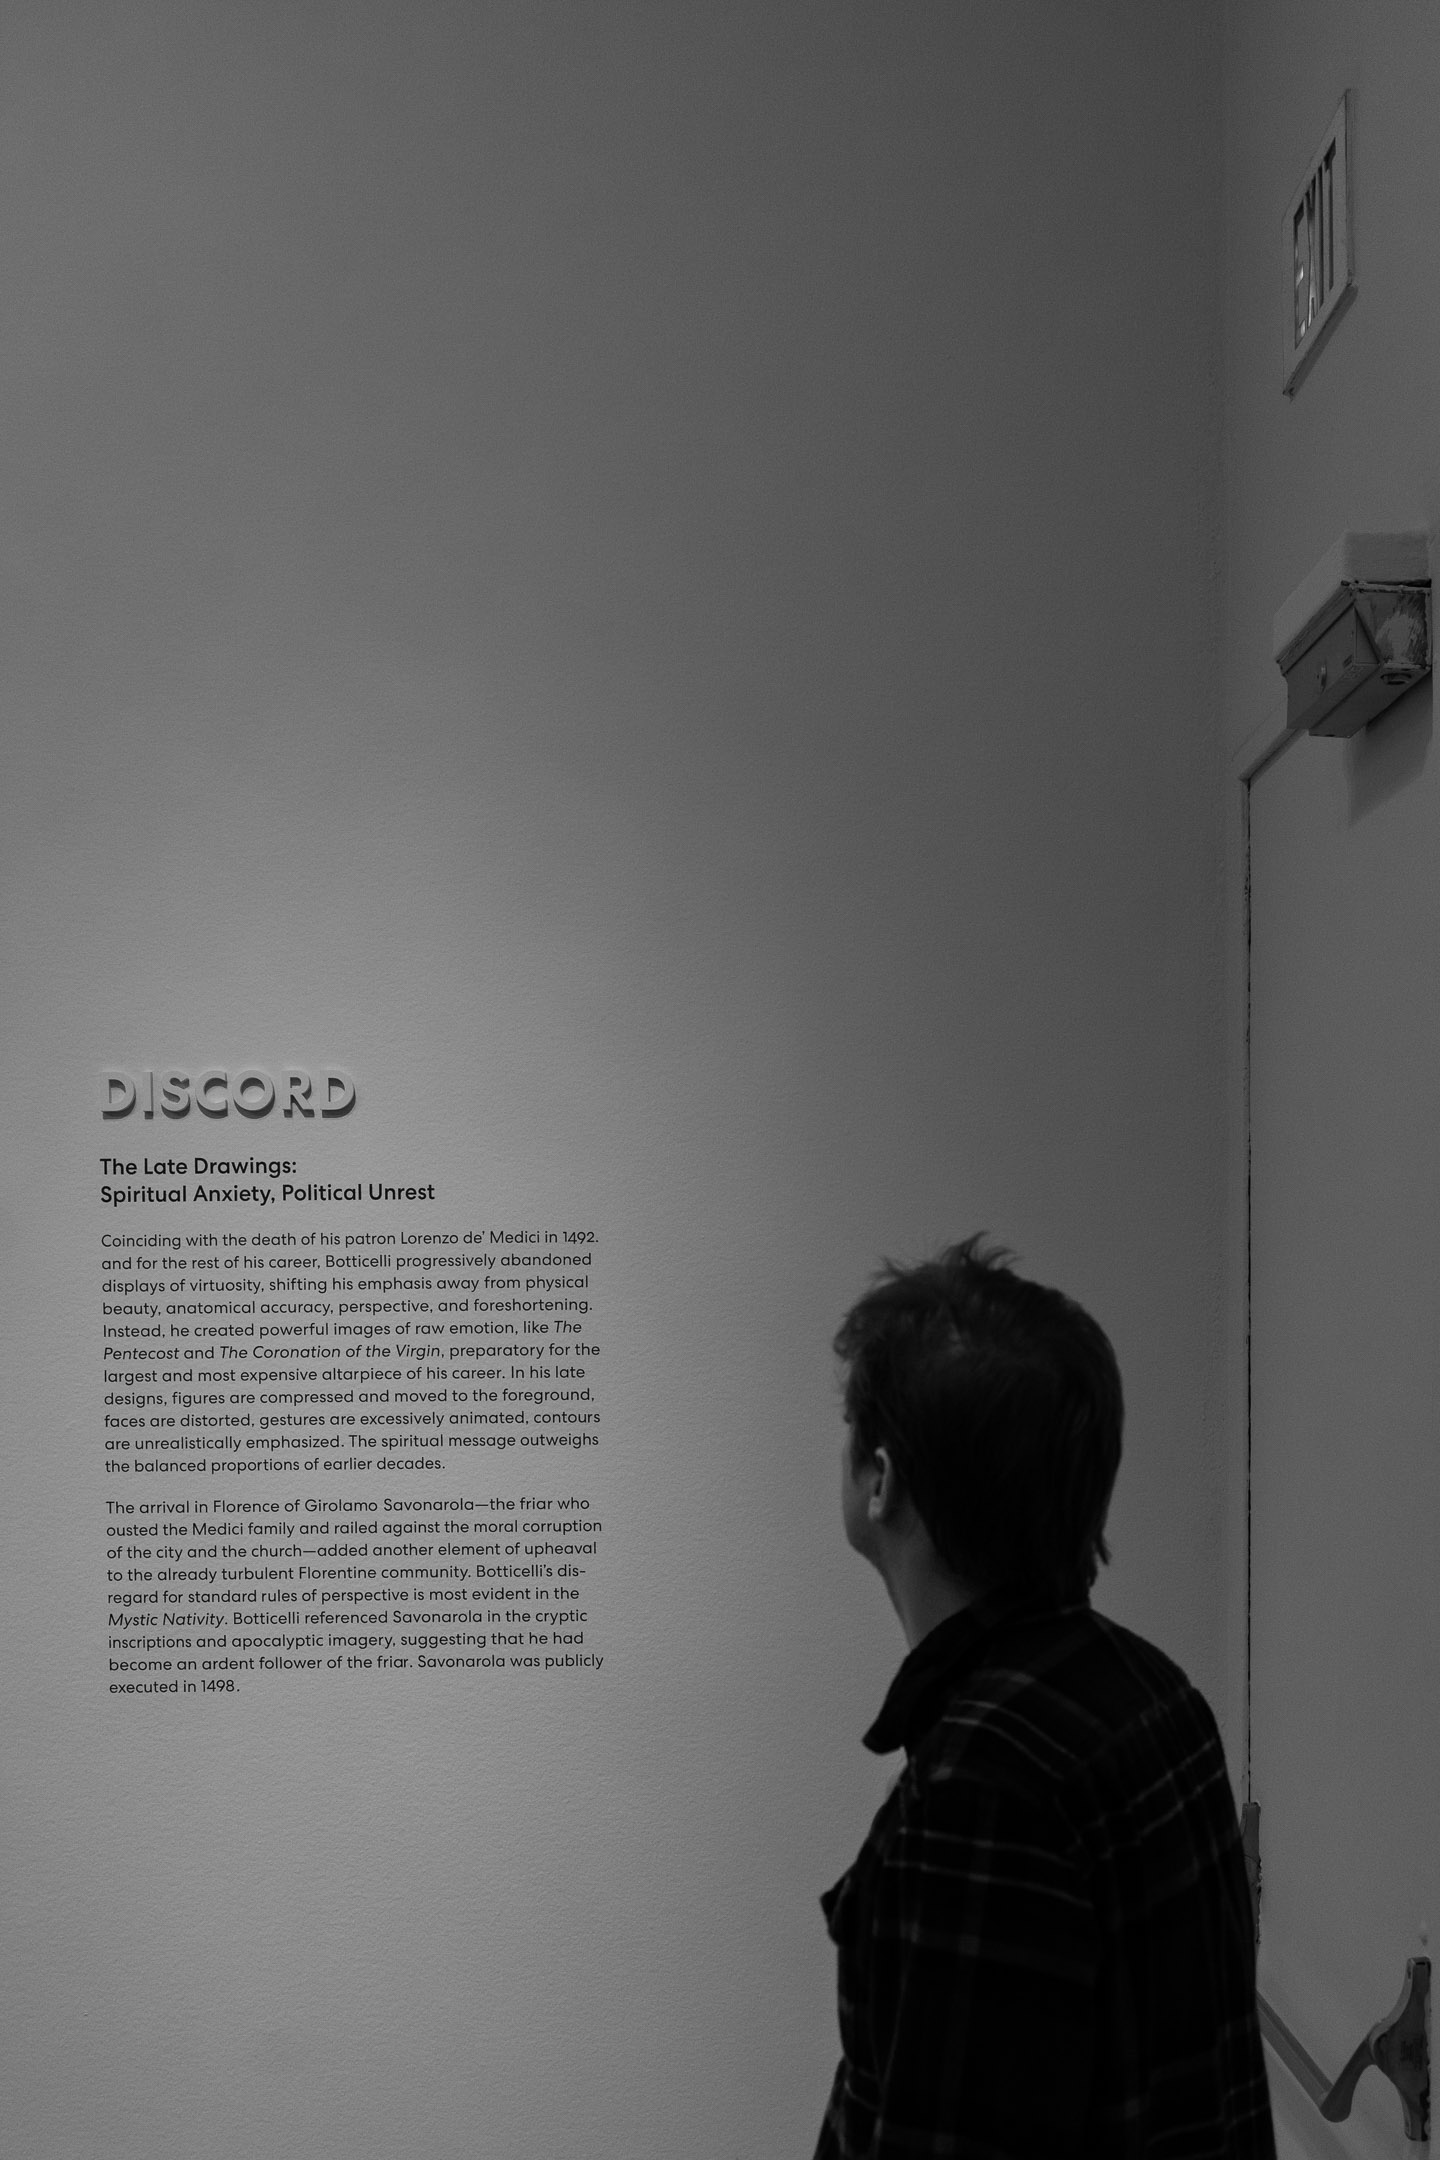 EXIT
DISCORD
The Late Drawings:
Spiritual Anxiety, Political Unrest
Coinciding with the death of his patron Lorenzo de' Medici in 1492.
and for the rest of his career, Botticelli progressively abandoned
displays of virtuosity, shifting his emphasis away from physical
beauty, anatomical accuracy, perspective, and foreshortening.
Instead, he created powerful images of raw emotion, like The
Pentecost and The Coronation of the Virgin, preparatory for the
largest and most expensive altarpiece of his career. In his late
designs, figures are compressed and moved to the foreground,
faces are distorted, gestures are excessively animated, contours
are unrealistically emphasized. The spiritual message outweighs
the balanced proportions of earlier decades.
The arrival in Florence of Girolamo Savonarola—the friar who
ousted the Medici family and railed against the moral corruption
of the city and the church—added another element of upheaval
to the already turbulent Florentine community. Botticelli's dis-
regard for standard rules of perspective is most evident in the
Mystic Nativity. Botticelli referenced Savonarola in the cryptic
inscriptions and apocalyptic imagery, suggesting that he had
become an ardent follower of the friar. Savonarola was publicly
executed in 1498.